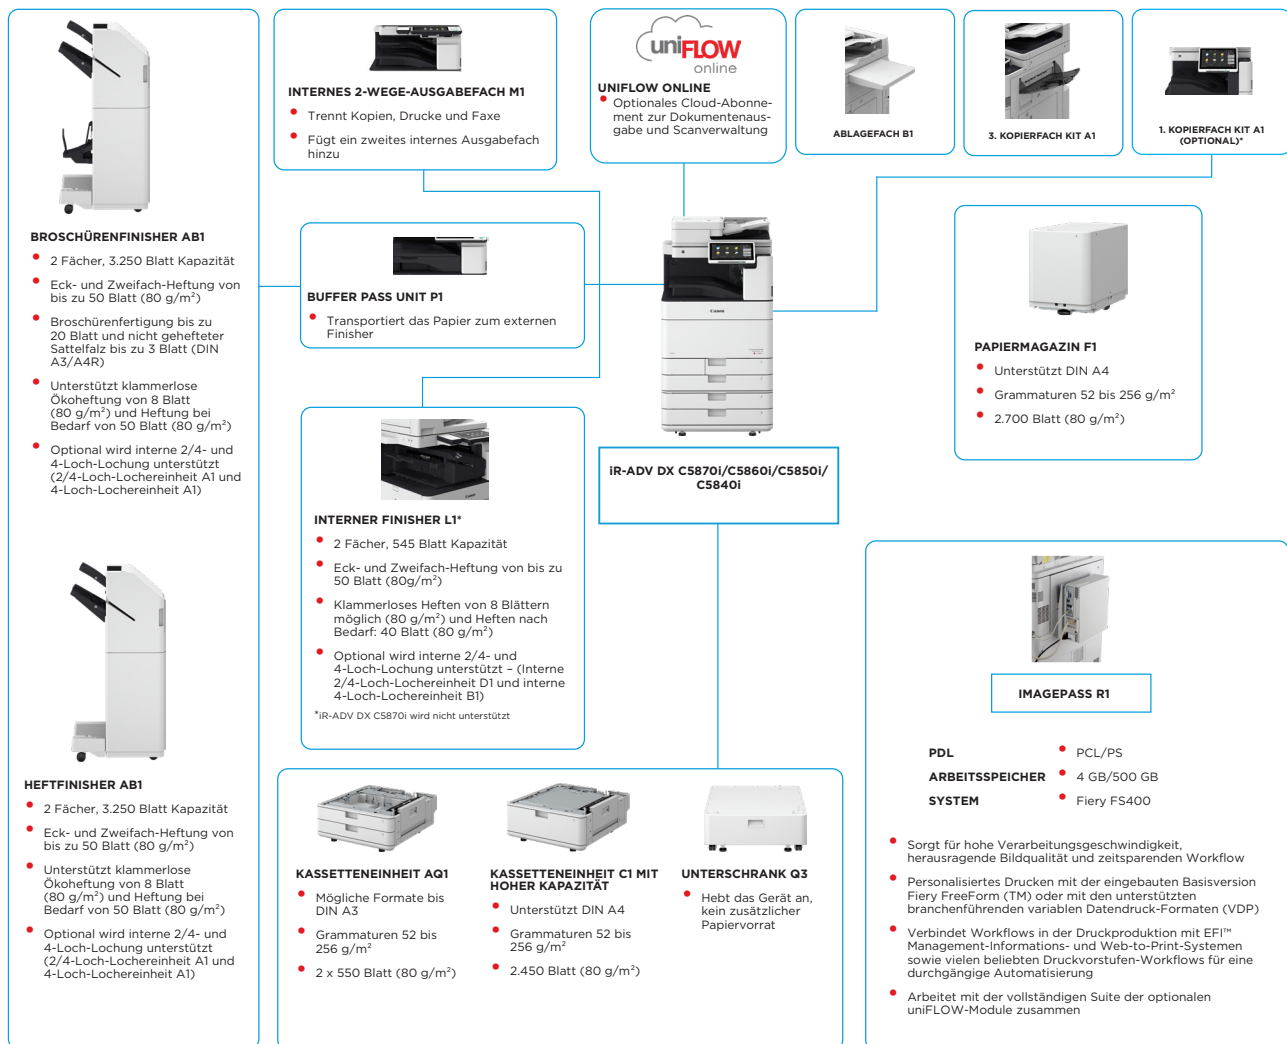 BROSCHÜRENFINISHER AB1
• 2 Fächer, 3.250 Blatt Kapazität
• Eck- und Zweifach-Heftung von
bis zu 50 Blatt (80 g/m²)
• Broschürenfertigung bis zu
20 Blatt und nicht gehefteter
Sattelfalz bis zu 3 Blatt (DIN
A3/A4R)
• Unterstützt klammerlose
Ökoheftung von 8 Blatt
(80 g/m²) und Heftung bei
Bedarf von 50 Blatt (80 g/m²)
• Optional wird interne 2/4- und
4-Loch-Lochung unterstützt
(2/4-Loch-Lochereinheit A1 und
4-Loch-Lochereinheit A1)
HEFTFINISHER AB1
• 2 Fächer, 3.250 Blatt Kapazität
• Eck- und Zweifach-Heftung von
bis zu 50 Blatt (80 g/m²)
• Unterstützt klammerlose
Ökoheftung von 8 Blatt
(80 g/m²) und Heftung bei
Bedarf von 50 Blatt (80 g/m²)
• Optional wird interne 2/4- und
4-Loch-Lochung unterstützt
(2/4-Loch-Lochereinheit A1 und
4-Loch-Lochereinheit A1)
INTERNES 2-WEGE-AUSGABEFACH M1
• Trennt Kopien, Drucke und Faxe
• Fügt ein zweites internes Ausgabefach
hinzu
BUFFER PASS UNIT P1
• Transportiert das Papier zum externen
Finisher
INTERNER FINISHER L1*
• 2 Fächer, 545 Blatt Kapazität
• Eck- und Zweifach-Heftung von bis zu
50 Blatt (80g/m²)
• Klammerloses Heften von 8 Blättern
möglich (80 g/m²) und Heften nach
Bedarf: 40 Blatt (80 g/m²)
• Optional wird interne 2/4- und
4-Loch-Lochung unterstützt – (Interne
2/4-Loch-Lochereinheit D1 und interne
4-Loch-Lochereinheit B1)
*iR-ADV DX C5870i wird nicht unterstützt
uniFLOW
online
UNIFLOW ONLINE
• Optionales Cloud-Abonne-
ment zur Dokumentenaus-
gabe und Scanverwaltung
ABLAGEFACH B1
3. KOPIERFACH KIT A1
1. KOPIERFACH KIT A1
(OPTIONAL)*
Canon
iR-ADV DX C5870i/C5860i/C5850i/
C5840i
PAPIERMAGAZIN F1
• Unterstützt DIN A4
• Grammaturen 52 bis 256 g/m²
• 2.700 Blatt (80 g/m²)
KASSETTENEINHEIT AQ1
• Mögliche Formate bis
DIN A3
• Grammaturen 52 bis
256 g/m²
• 2 x 550 Blatt (80 g/m²)
KASSETTENEINHEIT C1 MIT
HOHER KAPAZITÄT
• Unterstützt DIN A4
• Grammaturen 52 bis
256 g/m²
• 2.450 Blatt (80 g/m²)
UNTERSCHRANK Q3
• Hebt das Gerät an,
kein zusätzlicher
Papiervorrat
IMAGEPASS R1
PDL • PCL/PS
ARBEITSSPEICHER • 4 GB/500 GB
SYSTEM • Fiery FS400
• Sorgt für hohe Verarbeitungsgeschwindigkeit,
herausragende Bildqualität und zeitsparenden Workflow
• Personalisiertes Drucken mit der eingebauten Basisversion
Fiery FreeForm (TM) oder mit den unterstützten
branchenführenden variablen Datendruck-Formaten (VDP)
• Verbindet Workflows in der Druckproduktion mit EFI™
Management-Informations- und Web-to-Print-Systemen
sowie vielen beliebten Druckvorstufen-Workflows für eine
durchgängige Automatisierung
• Arbeitet mit der vollständigen Suite der optionalen
uniFLOW-Module zusammen